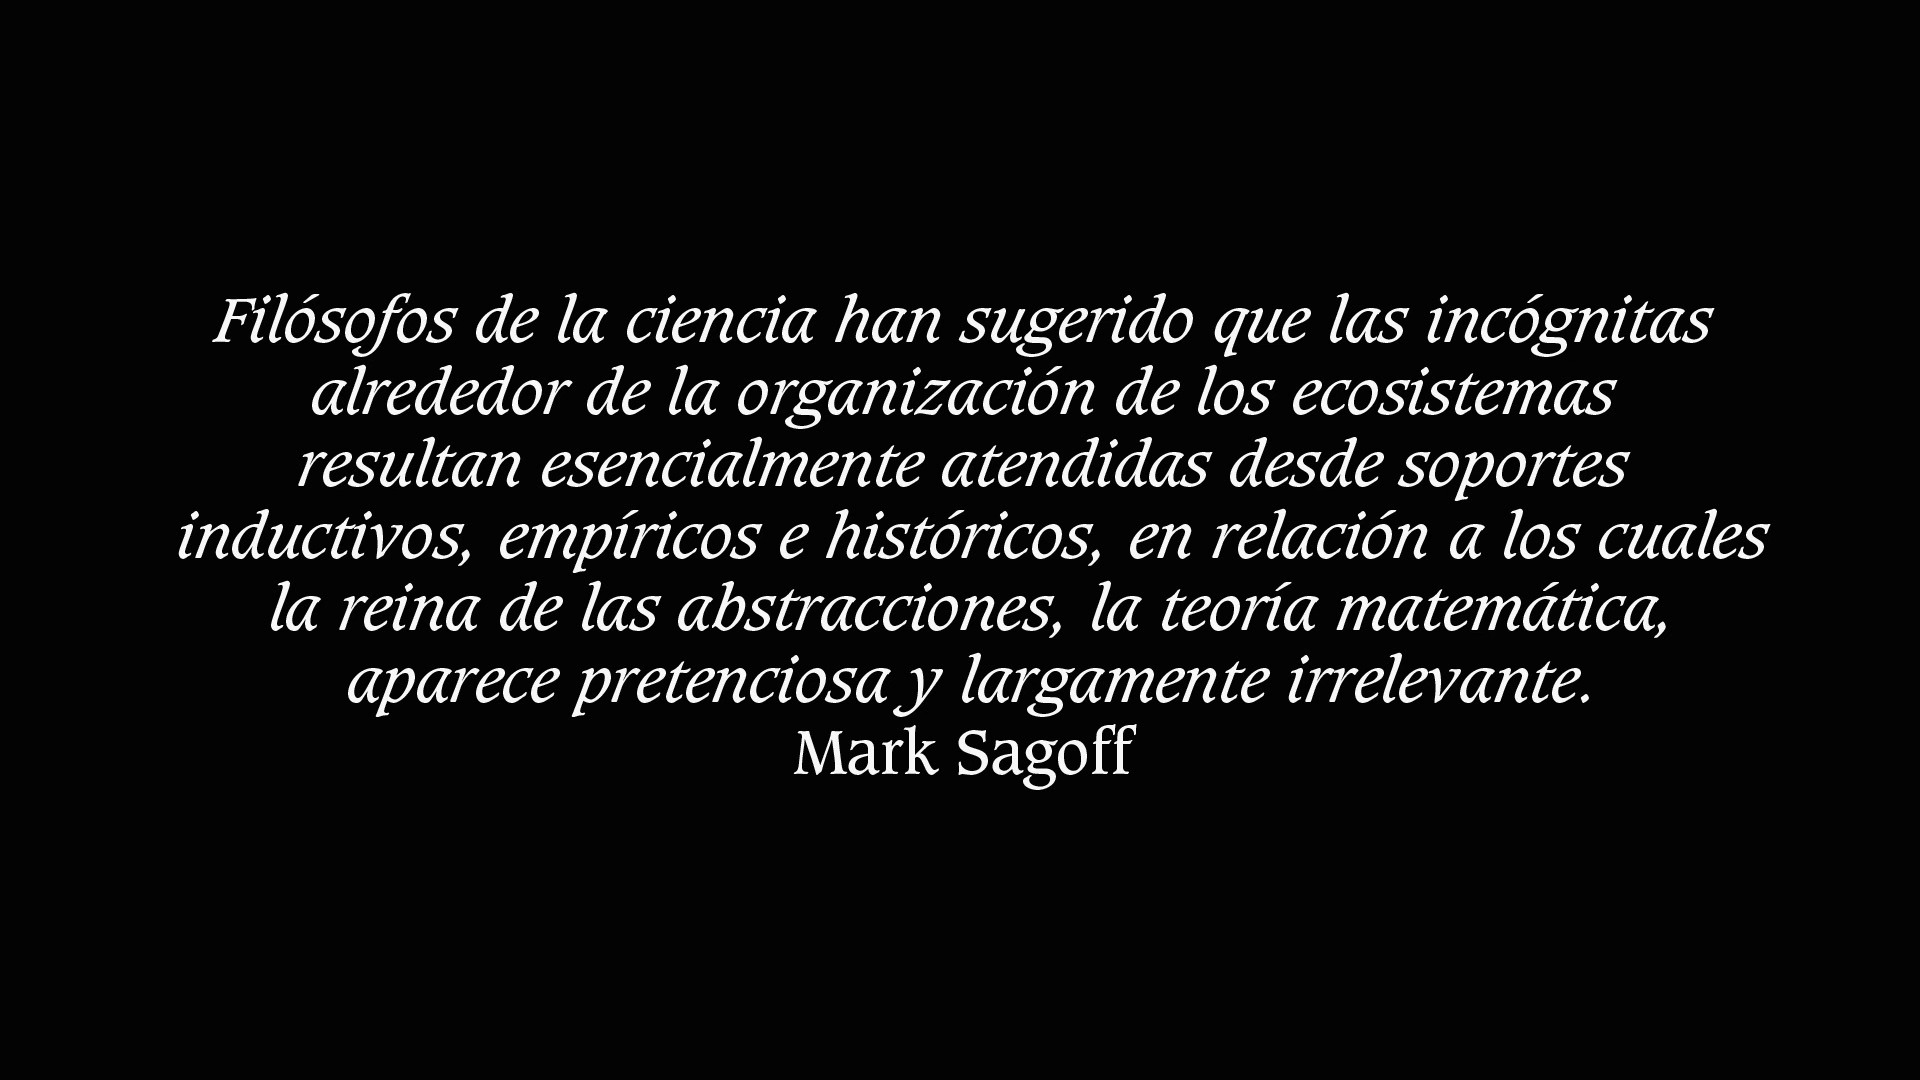 Filósofos de la ciencia han sugerido que las incógnitas
alrededor de la organización de los ecosistemas
resultan esencialmente atendidas desde soportes
inductivos, empíricos e históricos, en relación a los cuales
la reina de las abstracciones, la teoría matemática,
aparece pretenciosa y largamente irrelevante.
Mark Sagoff